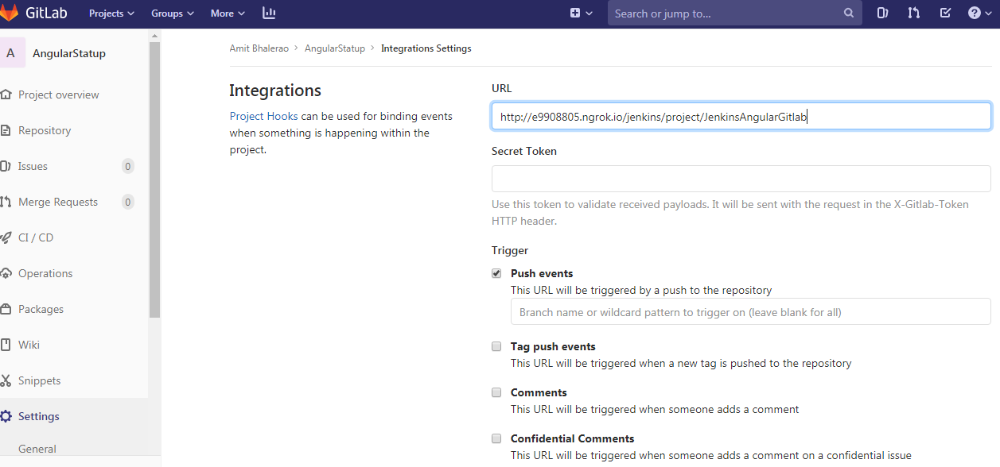 GitLab Projects Groups More Search or jump to...
A AngularStatup
Project overview
Repository
Issues 0
Merge Requests 0
CI / CD
Operations
Packages
Wiki
Snippets
Settings
General
Amit Bhalerao > AngularStatup > Integrations Settings
Integrations
Project Hooks can be used for binding events
when something is happening within the
project.
URL
http://e9908805.ngrok.io/jenkins/project/JenkinsAngularGitlab
Secret Token
Use this token to validate received payloads. It will be sent with the request in the X-Gitlab-Token
HTTP header.
Trigger
Push events
This URL will be triggered by a push to the repository
Branch name or wildcard pattern to trigger on (leave blank for all)
Tag push events
This URL will be triggered when a new tag is pushed to the repository
Comments
This URL will be triggered when someone adds a comment
Confidential Comments
This URL will be triggered when someone adds a comment on a confidential issue